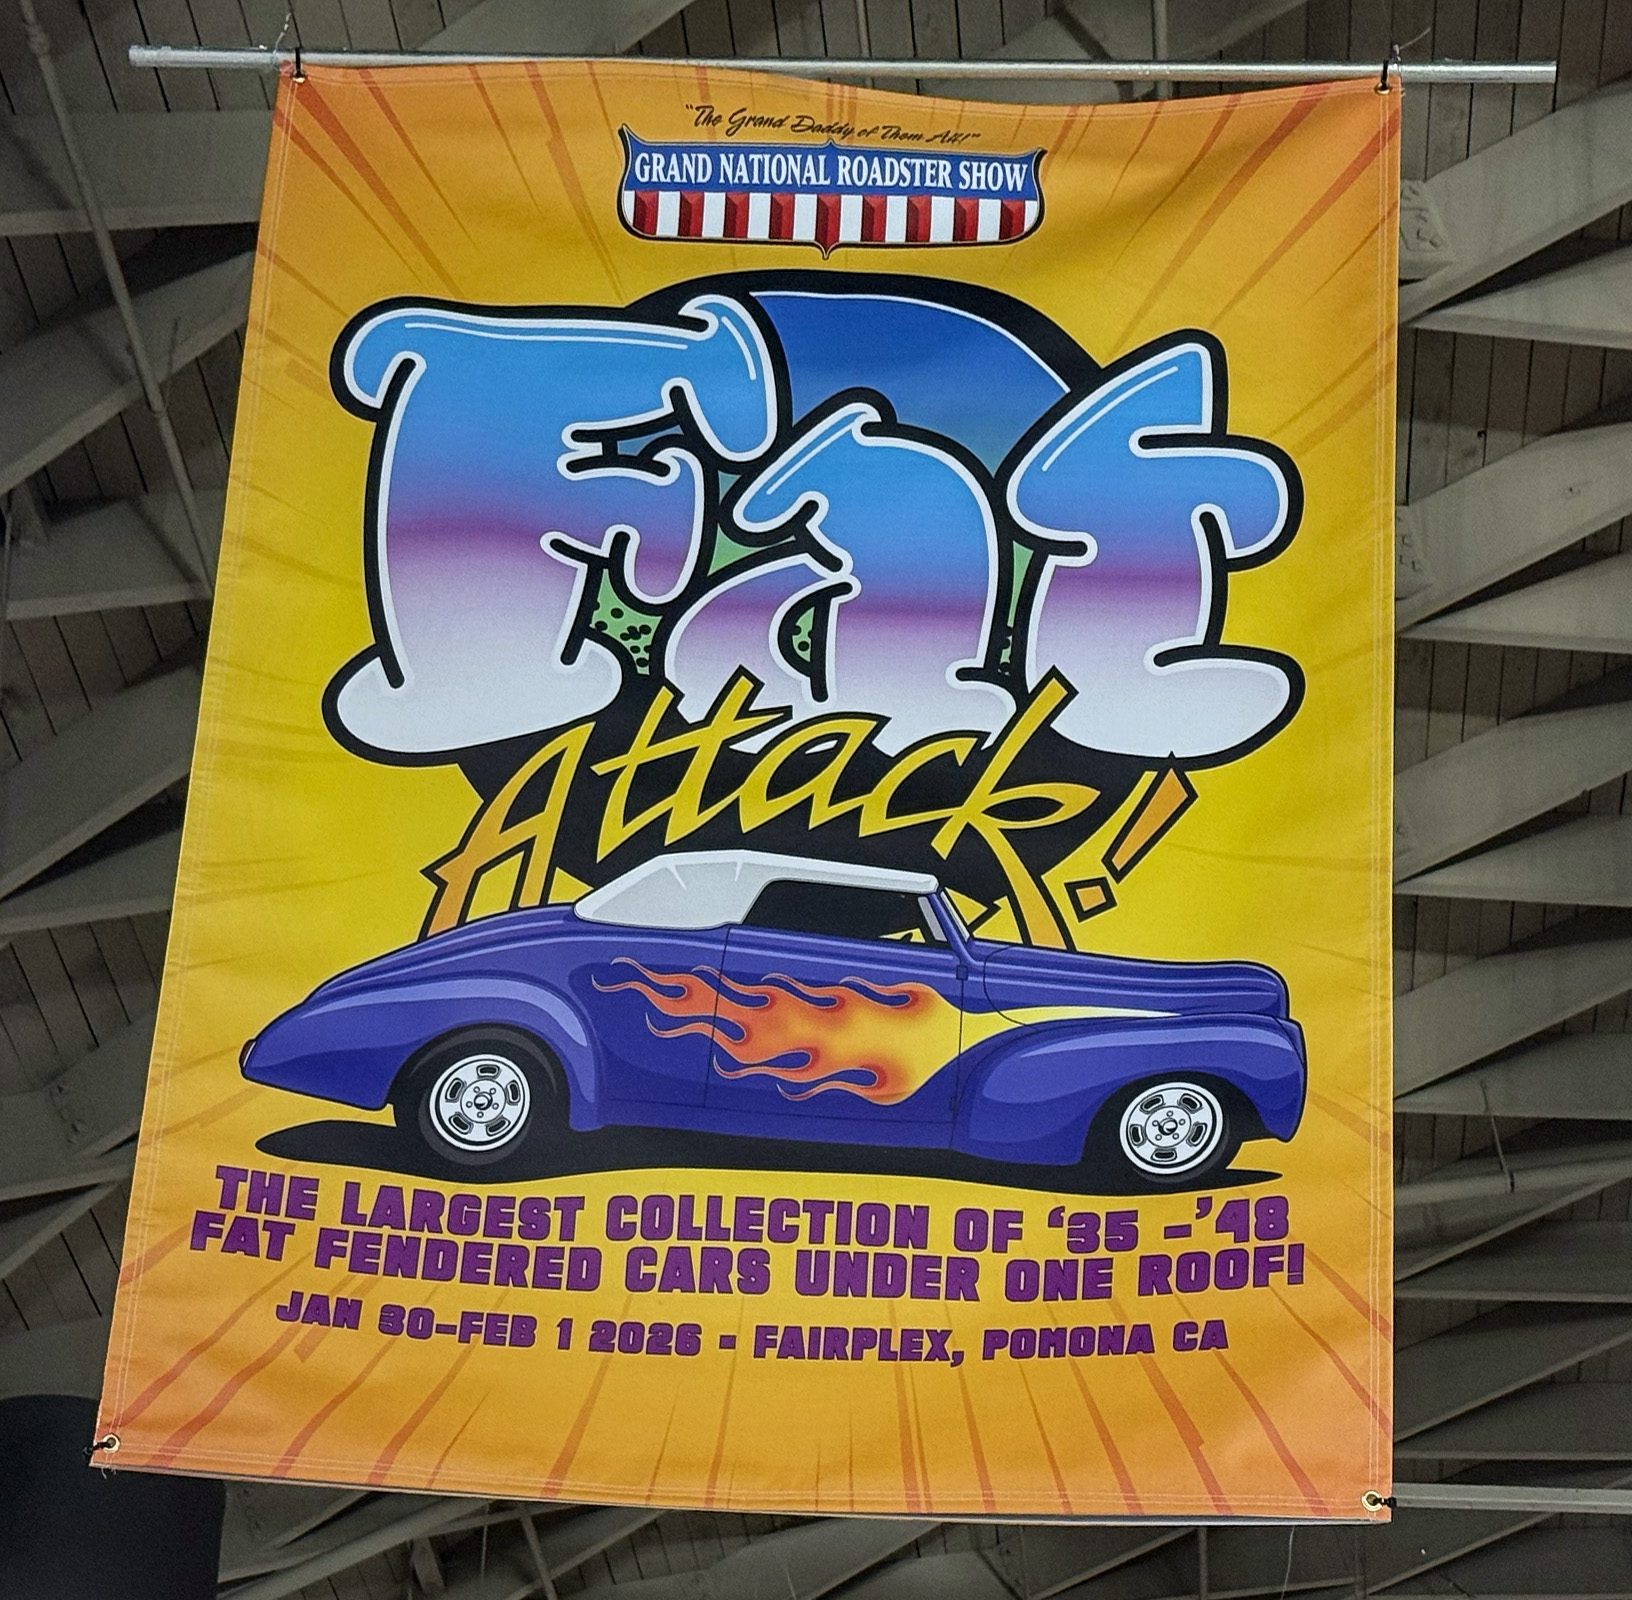 "The Grand Daddy of Them All!"
GRAND NATIONAL ROADSTER SHOW
Fat
Attack!
THE LARGEST COLLECTION OF '35 -'48
FAT FENDERED CARS UNDER ONE ROOF!
JAN 30-FEB 1 2026 - FAIRPLEX, POMONA CA